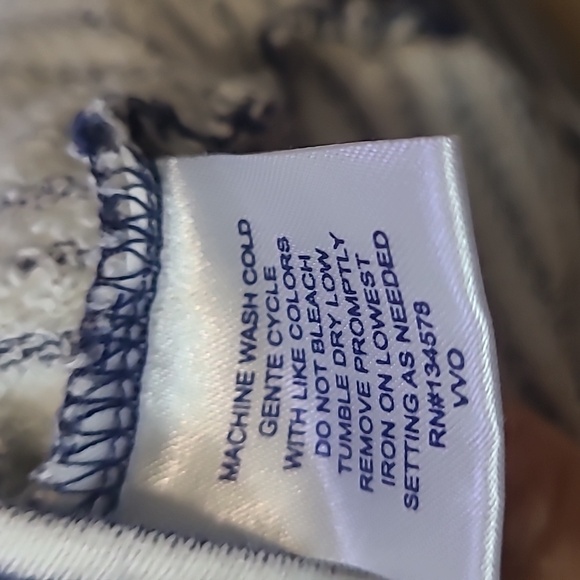 MACHINE WASH COLD
GENTE CYCLE
WITH LIKE COLORS
DO NOT BLEACH
TUMBLE DRY LOW
REMOVE PROMPTLY
IRON ON LOWEST
SETTING AS NEEDED
RN#134578
VVO